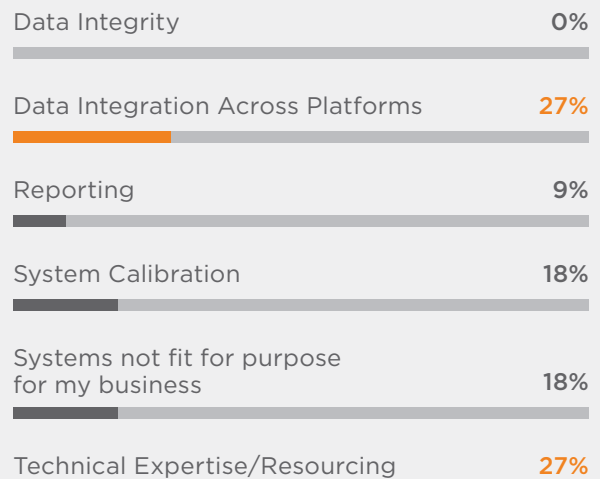 Data Integrity 0%
Data Integration Across Platforms 27%
Reporting 9%
System Calibration 18%
Systems not fit for purpose
for my business 18%
Technical Expertise/Resourcing 27%